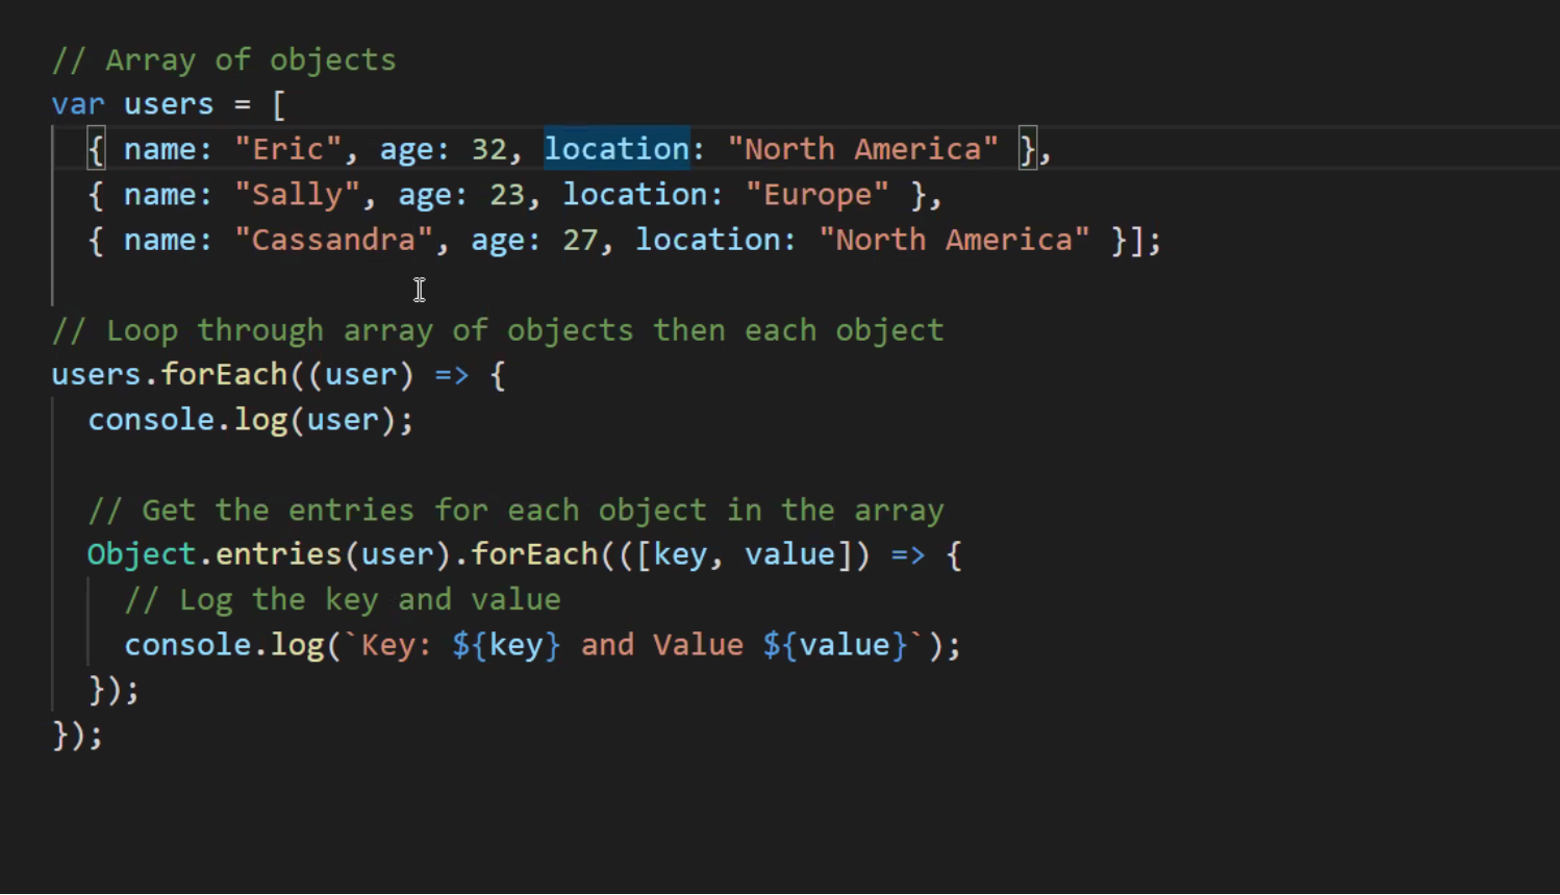 // Array of objects
var users = [
  { name: "Eric", age: 32, location: "North America" },
  { name: "Sally", age: 23, location: "Europe" },
  { name: "Cassandra", age: 27, location: "North America" }];

// Loop through array of objects then each object
users.forEach((user) => {
  console.log(user);

  // Get the entries for each object in the array
  Object.entries(user).forEach(([key, value]) => {
    // Log the key and value
    console.log(`Key: ${key} and Value ${value}`);
  });
});